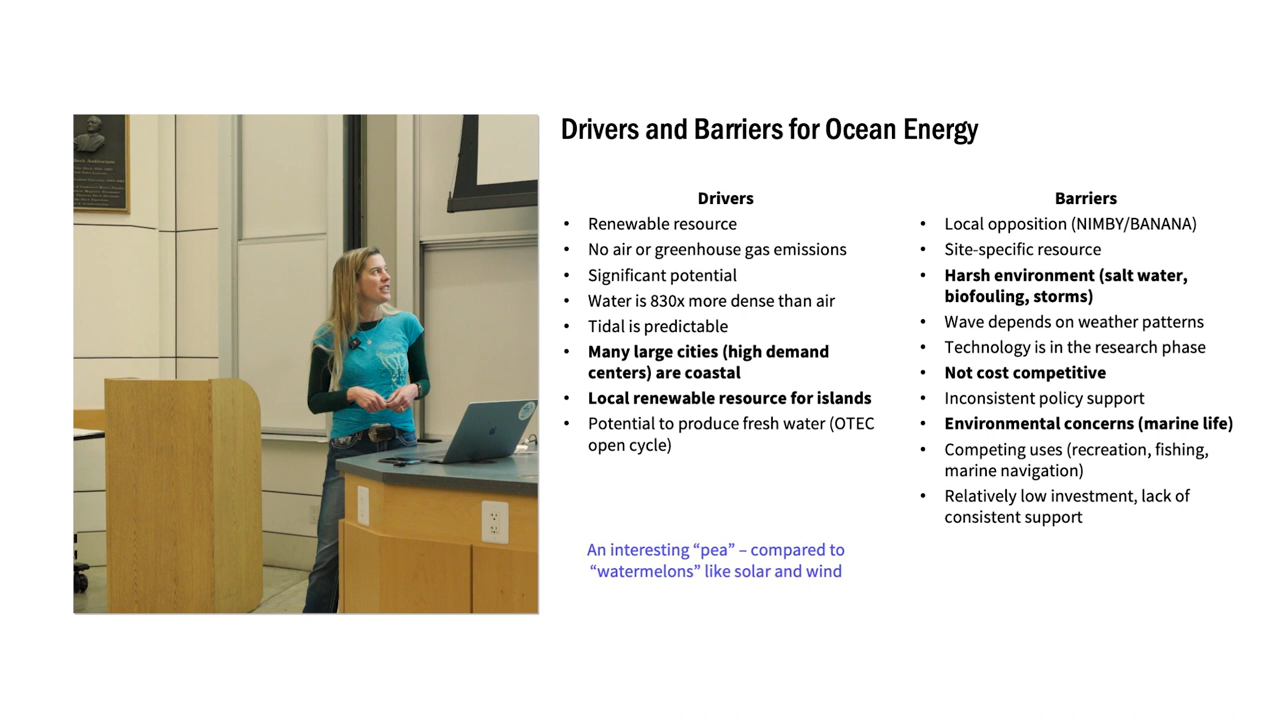 Drivers and Barriers for Ocean Energy
Drivers
• Renewable resource
• No air or greenhouse gas emissions
• Significant potential
• Water is 830x more dense than air
• Tidal is predictable
• Many large cities (high demand
centers) are coastal
• Local renewable resource for islands
• Potential to produce fresh water (OTEC
open cycle)
An interesting “pea” – compared to
“watermelons” like solar and wind
Barriers
• Local opposition (NIMBY/BANANA)
• Site-specific resource
• Harsh environment (salt water,
biofouling, storms)
• Wave depends on weather patterns
• Technology is in the research phase
• Not cost competitive
• Inconsistent policy support
• Environmental concerns (marine life)
• Competing uses (recreation, fishing,
marine navigation)
• Relatively low investment, lack of
consistent support